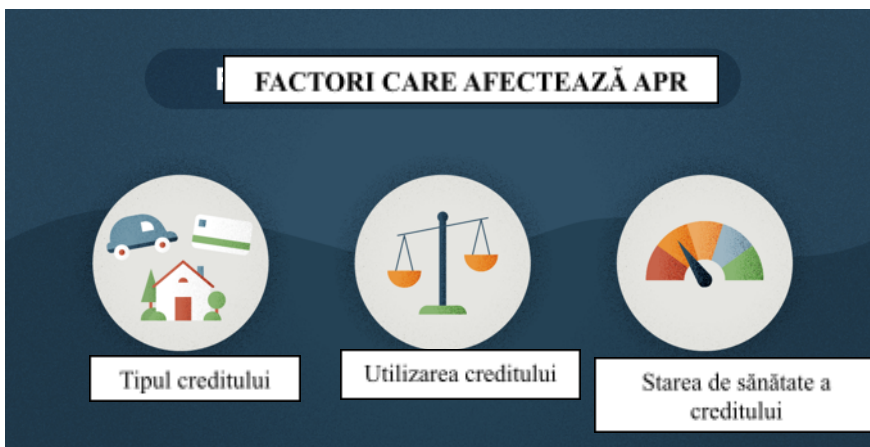 FACTORI CARE AFECTEAZĂ APR
Tipul creditului
Utilizarea creditului
Starea de sănătate a
creditului